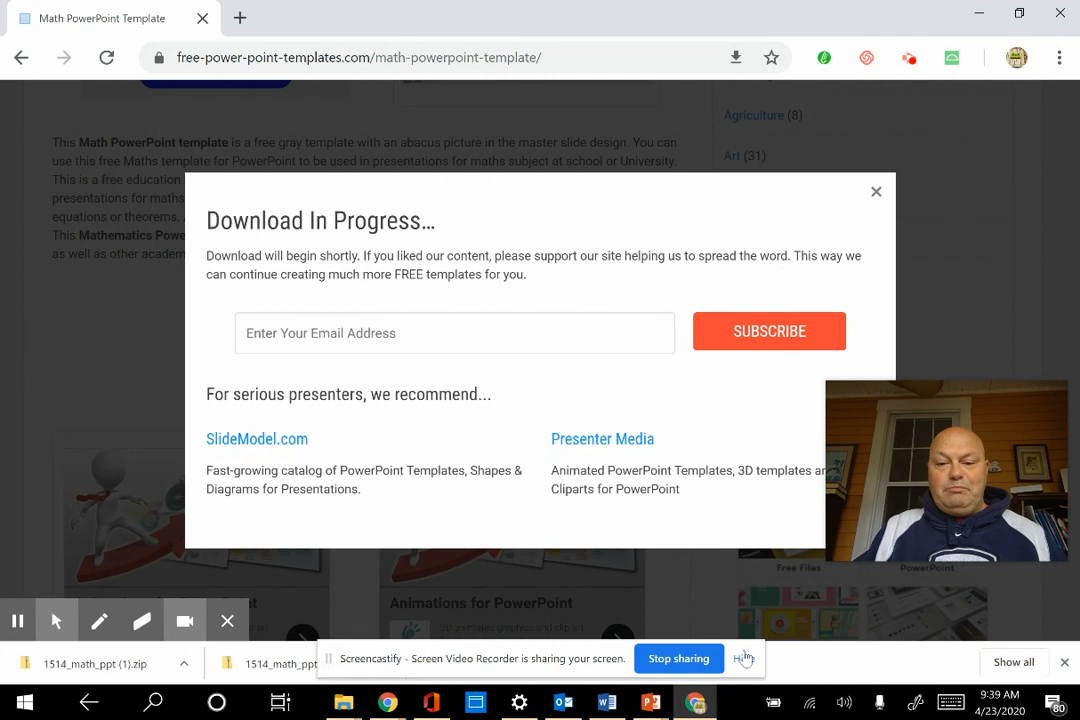 Math PowerPoint Template
free-power-point-templates.com/math-powerpoint-template/
Agriculture (8)
This Math PowerPoint template is a free gray template with an abacus picture in the master slide design. You can
Art (31)
use this free Maths template for PowerPoint to be used in presentations for maths subject at school or University.
This is a free education
presentations for maths
equations or theorems.
This Mathematics Powe
as well as other academ
Download In Progress...
Download will begin shortly. If you liked our content, please support our site helping us to spread the word. This way we
can continue creating much more FREE templates for you.
Enter Your Email Address
SUBSCRIBE
For serious presenters, we recommend...
SlideModel.com
Presenter Media
Fast-growing catalog of PowerPoint Templates, Shapes &
Diagrams for Presentations.
Animated PowerPoint Templates, 3D templates an
Cliparts for PowerPoint
Free Files
PowerPoint
Animations for PowerPoint
1514_math_ppt (1).zip
1514_math_ppt
Screencastify - Screen Video Recorder is sharing your screen.
Stop sharing
Hide
Show all
9:39 AM
4/23/2020
80